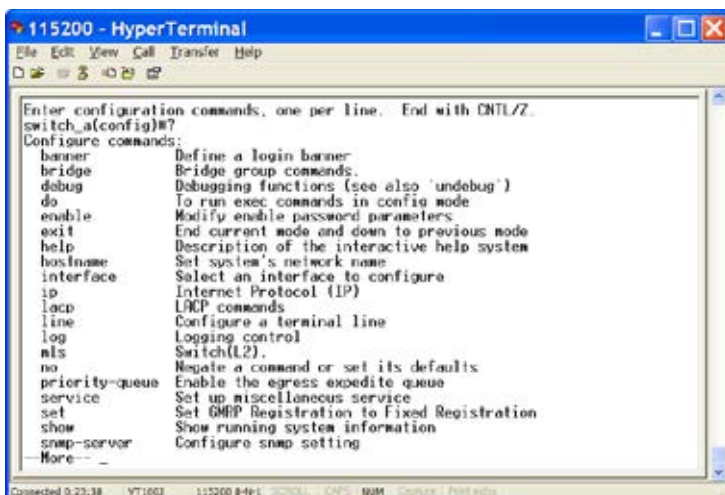 115200 - HyperTerminal
File Edit View Call Transfer Help
Enter configuration commands, one per line. End with CNTL/Z.
switch_a(config)#?
Configure commands:
banner Define a login banner
bridge Bridge group commands.
debug Debugging functions (see also 'undebug')
do To run exec commands in config mode
enable Modify enable password parameters
exit End current mode and down to previous mode
help Description of the interactive help system
hostname Set system's network name
interface Select an interface to configure
ip Internet Protocol (IP)
lacp LACP commands
line Configure a terminal line
log Logging control
mls Switch(L2).
no Negate a command or set its defaults
priority-queue Enable the egress expedite queue
service Set up miscellaneous service
set Set GMRP Registration to Fixed Registration
show Show running system information
snmp-server Configure snmp setting
--More-- _
Connected 0:23:38 VT100J 115200 8-N-1 SCROLL CAPS NUM Capture Print echo